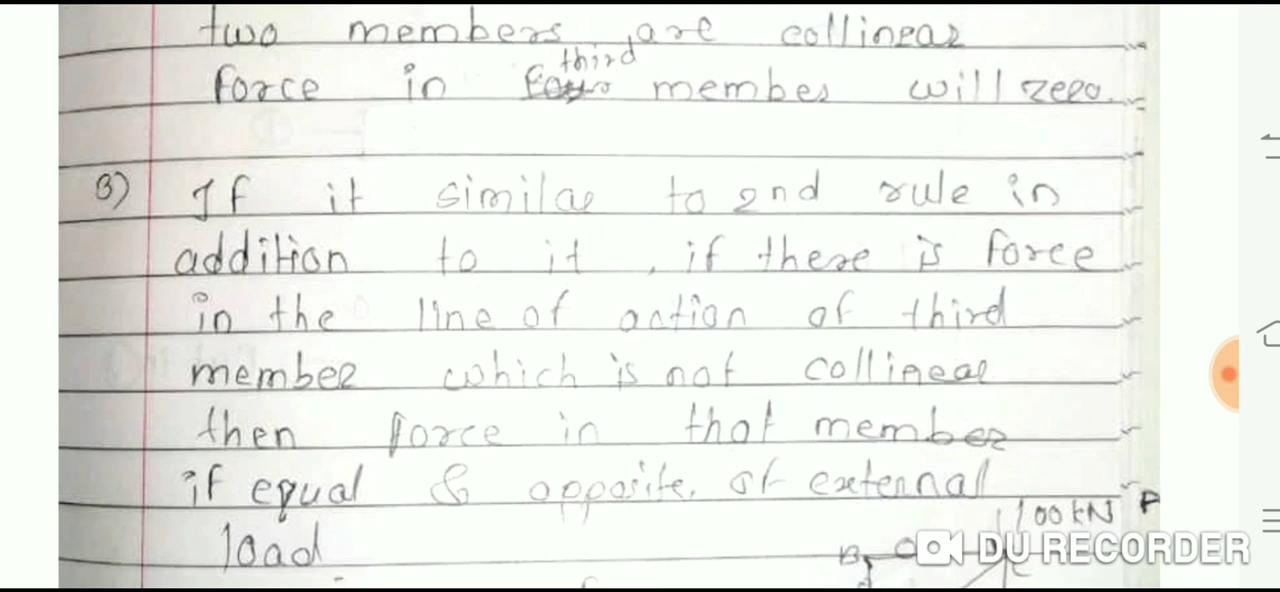 two members are collinear
third
force in member will zero.
3) If it similar to 2nd rule in
addition to it, if there is force
in the line of action of third
member which is not collinear
then force in that member
if equal & opposite. of external
load
100 kN
B
DU RECORDER